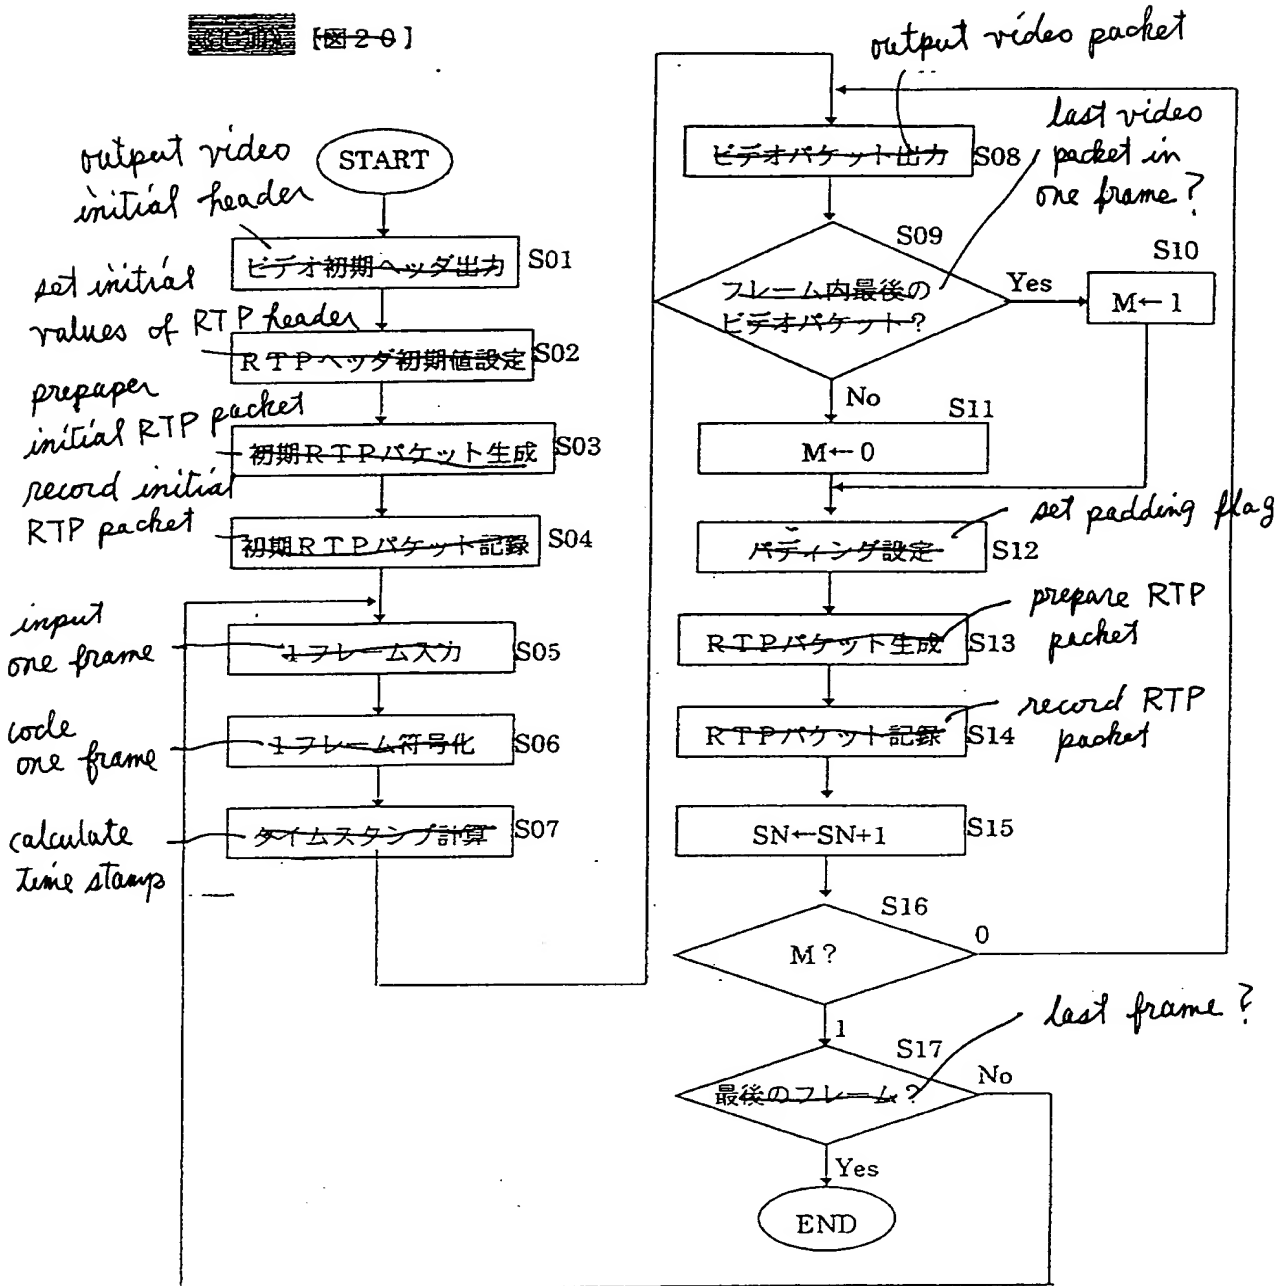 【図20】
output video
initial header
START
ビデオ初期ヘッダ出力 S01
set initial
values of RTP header
RTPヘッダ初期値設定 S02
prepaper
initial RTP packet
初期RTPパケット生成 S03
record initial
RTP packet
初期RTPパケット記録 S04
input
one frame
1フレーム入力 S05
code
one frame
1フレーム符号化 S06
calculate
time stamp
タイムスタンプ計算 S07
output video packet
ビデオパケット出力 S08
last video
packet in
one frame?
S09
フレーム内最後の
ビデオパケット?
Yes
S10
M←1
No
S11
M←0
set padding flag
パディング設定 S12
prepare RTP
packet
RTPパケット生成 S13
record RTP
packet
RTPパケット記録 S14
SN←SN+1 S15
S16
M?
0
1
last frame?
S17
最後のフレーム?
No
Yes
END